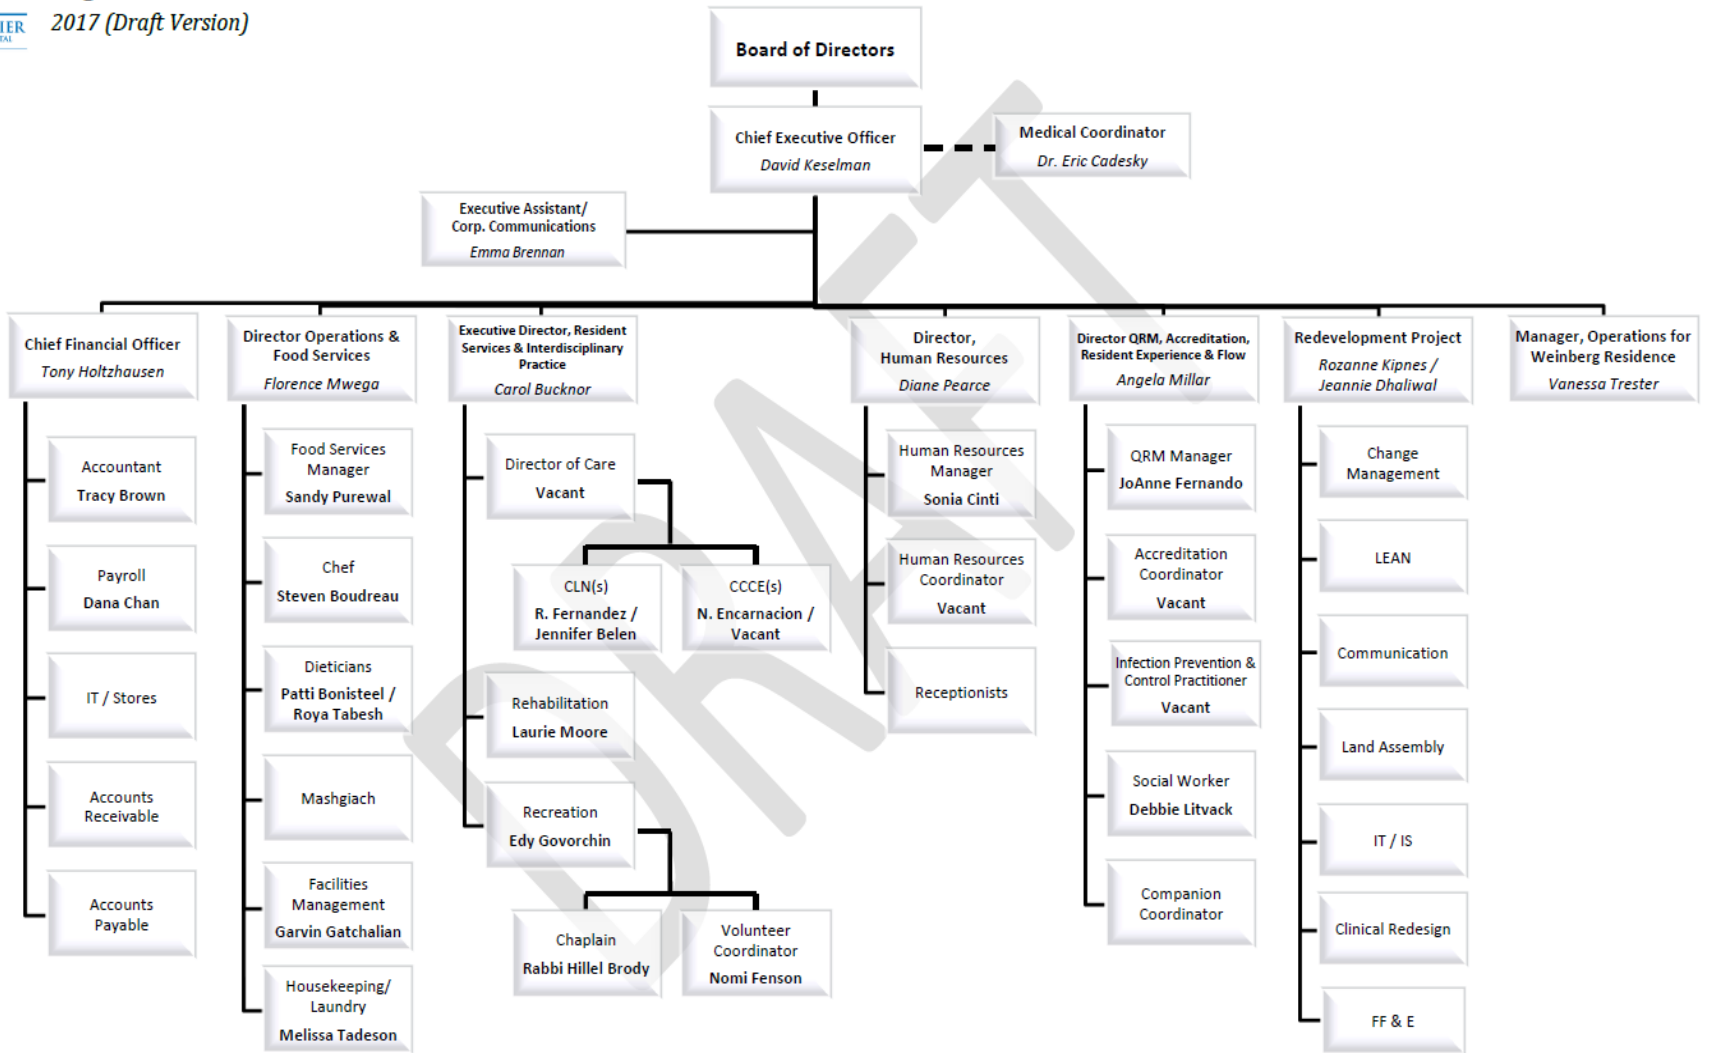 2017 (Draft Version)
IER
TAL
Board of Directors
Chief Executive Officer
David Keselman
Medical Coordinator
Dr. Eric Cadesky
Executive Assistant/
Corp. Communications
Emma Brennan
Chief Financial Officer
Tony Holtzhausen
Accountant
Tracy Brown
Payroll
Dana Chan
IT / Stores
Accounts
Receivable
Accounts
Payable
Director Operations &
Food Services
Florence Mwega
Food Services
Manager
Sandy Purewal
Chef
Steven Boudreau
Dieticians
Patti Bonisteel /
Roya Tabesh
Mashgiach
Facilities
Management
Garvin Gatchalian
Housekeeping/
Laundry
Melissa Tadeson
Executive Director, Resident
Services & Interdisciplinary
Practice
Carol Bucknor
Director of Care
Vacant
CLN(s)
R. Fernandez /
Jennifer Belen
CCCE(s)
N. Encarnacion /
Vacant
Rehabilitation
Laurie Moore
Recreation
Edy Govorchin
Chaplain
Rabbi Hillel Brody
Volunteer
Coordinator
Nomi Fenson
Director,
Human Resources
Diane Pearce
Human Resources
Manager
Sonia Cinti
Human Resources
Coordinator
Vacant
Receptionists
Director QRM, Accreditation,
Resident Experience & Flow
Angela Millar
QRM Manager
JoAnne Fernando
Accreditation
Coordinator
Vacant
Infection Prevention &
Control Practitioner
Vacant
Social Worker
Debbie Litvack
Companion
Coordinator
Redevelopment Project
Rozanne Kipnes /
Jeannie Dhaliwal
Change
Management
LEAN
Communication
Land Assembly
IT / IS
Clinical Redesign
FF & E
Manager, Operations for
Weinberg Residence
Vanessa Trester
DRAFT